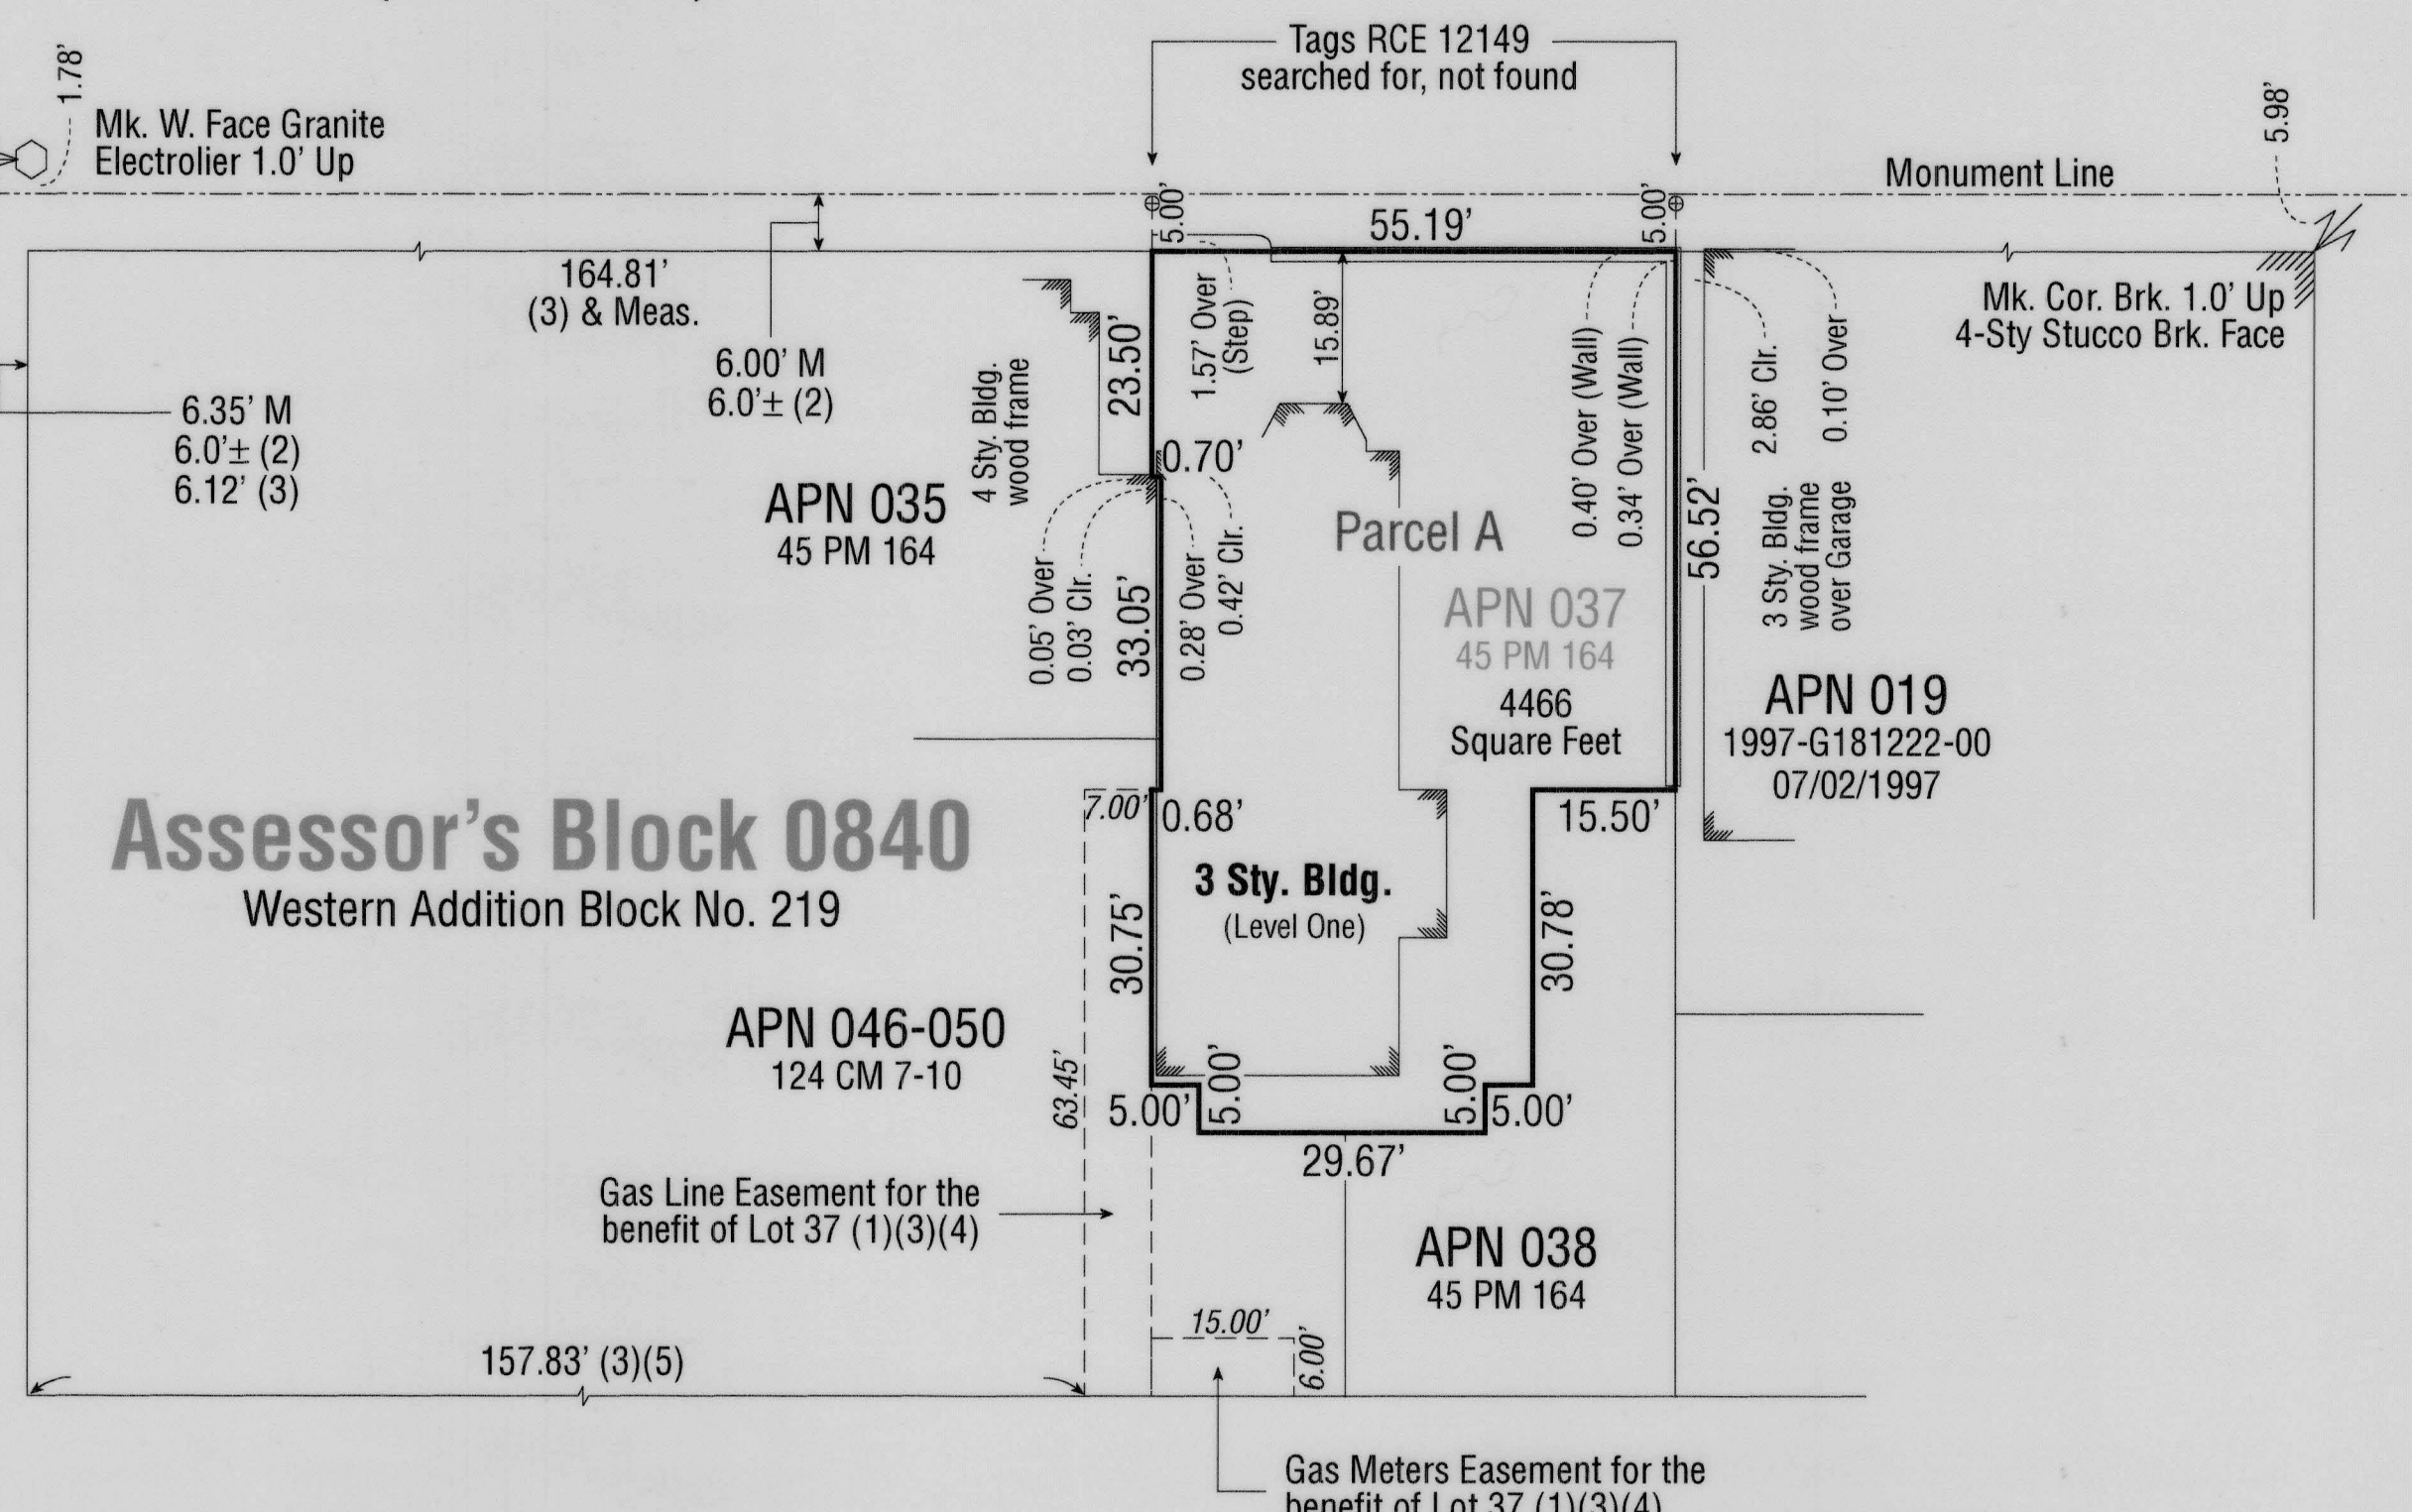 Tags RCE 12149
searched for, not found
1.78'
Mk. W. Face Granite
Electrolier 1.0' Up
5.98'
Monument Line
5.00'
55.19'
5.00'
164.81'
(3) & Meas.
6.00' M
6.0'± (2)
6.35' M
6.0'± (2)
6.12' (3)
4 Sty. Bldg.
wood frame
23.50'
1.57' Over
(Step)
15.89'
0.40' Over (Wall)
0.34' Over (Wall)
2.86' Clr.
0.10' Over
Mk. Cor. Brk. 1.0' Up
4-Sty Stucco Brk. Face
0.70'
APN 035
45 PM 164
Parcel A
56.52'
3 Sty. Bldg.
wood frame
over Garage
0.05' Over
0.03' Clr.
33.05'
0.28' Over
0.42' Clr.
APN 037
45 PM 164
4466
Square Feet
APN 019
1997-G181222-00
07/02/1997
7.00'
0.68'
15.50'
Assessor's Block 0840
Western Addition Block No. 219
3 Sty. Bldg.
(Level One)
30.75'
30.78'
APN 046-050
124 CM 7-10
63.45'
5.00'
5.00'
5.00'
5.00'
29.67'
Gas Line Easement for the
benefit of Lot 37 (1)(3)(4)
APN 038
45 PM 164
15.00'
6.00'
157.83' (3)(5)
Gas Meters Easement for the
benefit of Lot 37 (1)(3)(4)